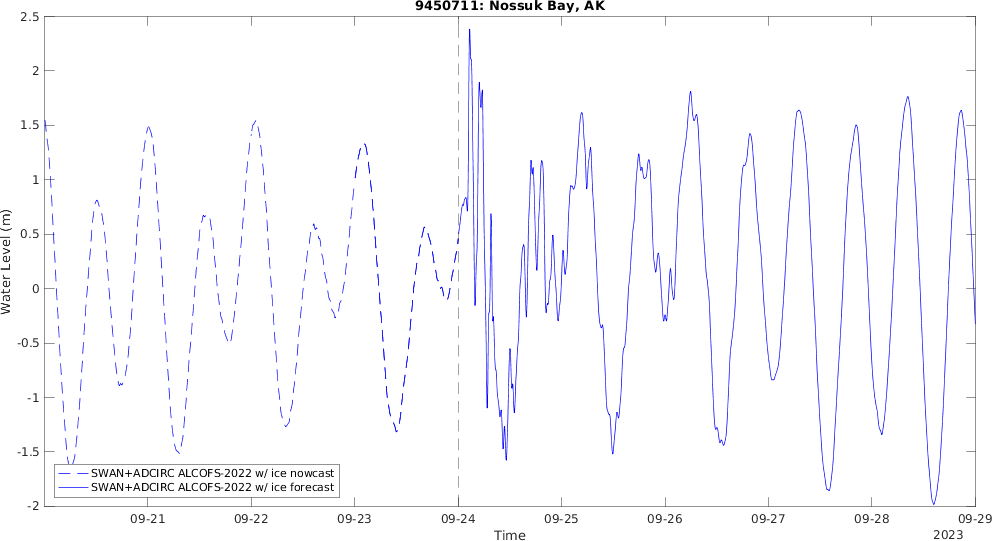 9450711: Nossuk Bay, AK
2.5
2
1.5
1
0.5
0
-0.5
-1
-1.5
-2
Water Level (m)
SWAN+ADCIRC ALCOFS-2022 w/ ice nowcast
SWAN+ADCIRC ALCOFS-2022 w/ ice forecast
09-21 09-22 09-23 09-24 09-25 09-26 09-27 09-28 09-29
Time
2023